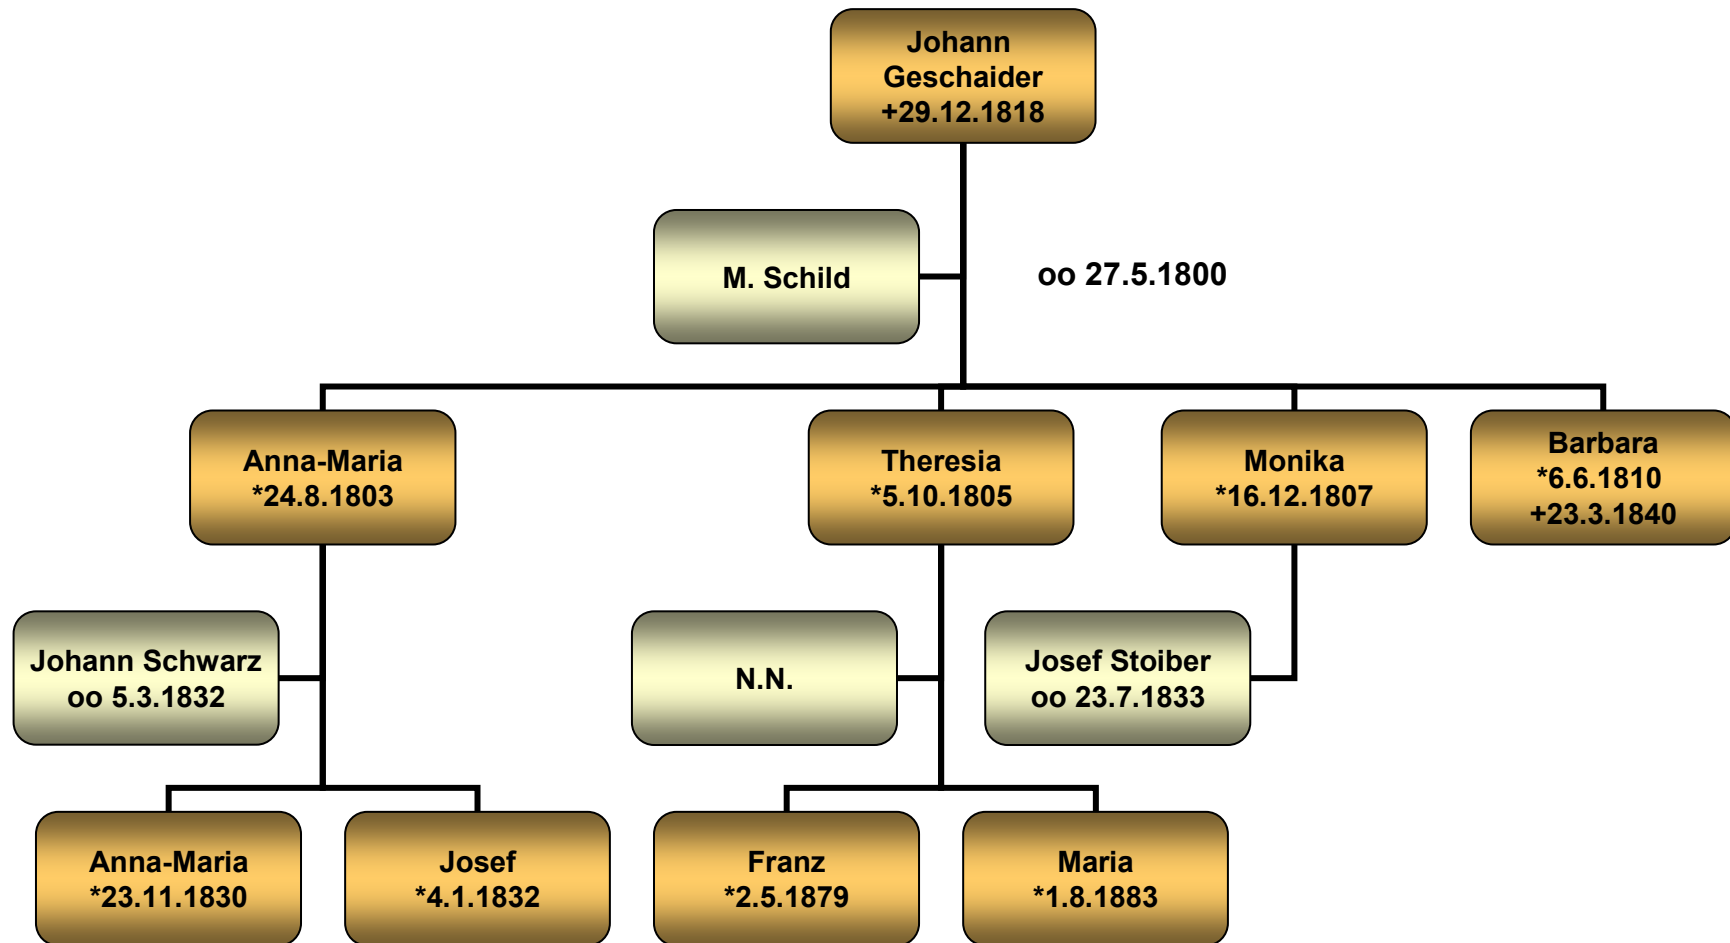 Johann
Geschaider
+29.12.1818
M. Schild
oo 27.5.1800
Anna-Maria
*24.8.1803
Theresia
*5.10.1805
Monika
*16.12.1807
Barbara
*6.6.1810
+23.3.1840
Johann Schwarz
oo 5.3.1832
N.N.
Josef Stoiber
oo 23.7.1833
Anna-Maria
*23.11.1830
Josef
*4.1.1832
Franz
*2.5.1879
Maria
*1.8.1883